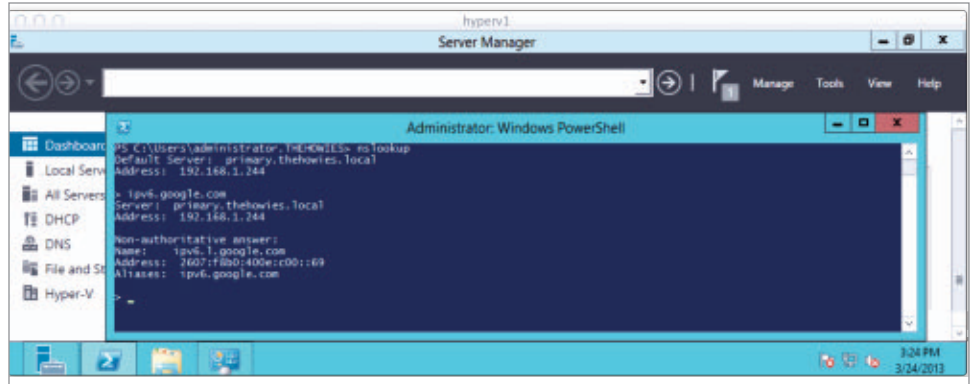 hyperv1
Server Manager
1
Manage Tools View Help
Administrator: Windows PowerShell
Dashboard
Local Serv
All Servers
DHCP
DNS
File and St
Hyper-V
PS C:\Users\administrator.THEHOWIES> nslookup
Default Server: primary.thehowies.local
Address: 192.168.1.244
> ipv6.google.com
Server: primary.thehowies.local
Address: 192.168.1.244
Non-authoritative answer:
Name: ipv6.l.google.com
Address: 2607:f8b0:400e:c00::69
Aliases: ipv6.google.com
>
3:24 PM
3/24/2013